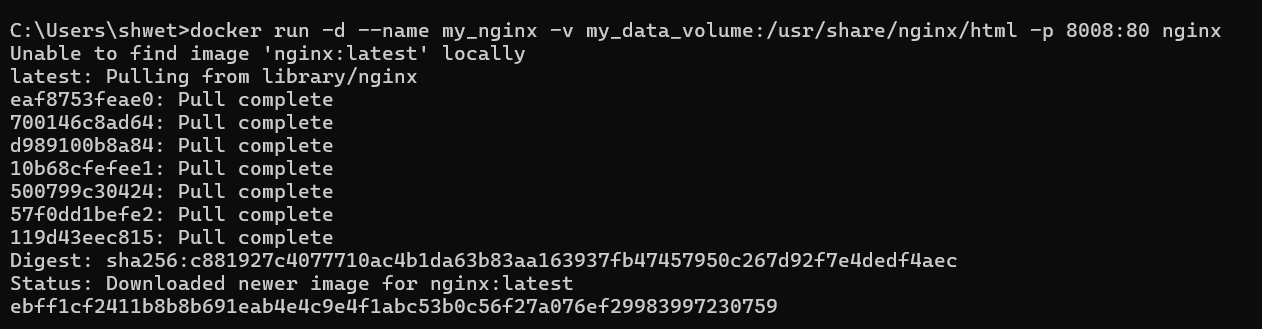 C:\Users\shwet>docker run -d --name my_nginx -v my_data_volume:/usr/share/nginx/html -p 8008:80 nginx
Unable to find image 'nginx:latest' locally
latest: Pulling from library/nginx
eaf8753feae0: Pull complete
700146c8ad64: Pull complete
d989100b8a84: Pull complete
10b68cfefee1: Pull complete
500799c30424: Pull complete
57f0dd1befe2: Pull complete
119d43eec815: Pull complete
Digest: sha256:c881927c4077710ac4b1da63b83aa163937fb47457950c267d92f7e4dedf4aec
Status: Downloaded newer image for nginx:latest
ebff1cf2411b8b8b691eab4e4c9e4f1abc53b0c56f27a076ef29983997230759